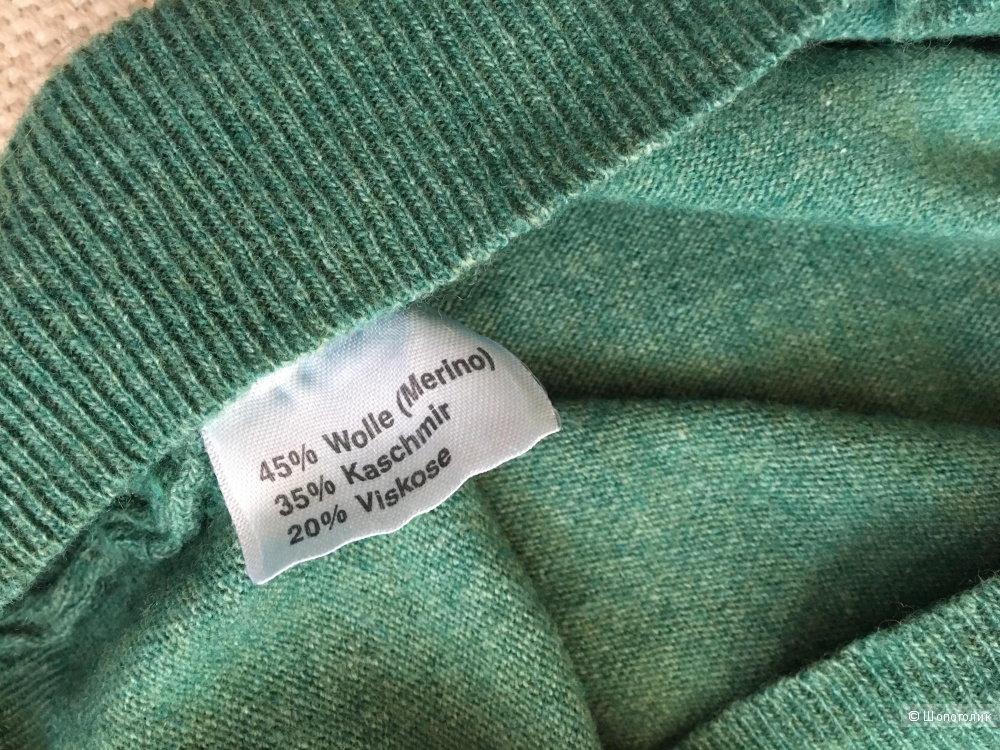 45% Wolle (Merino)
35% Kaschmir
20% Viskose
© Шопоголик